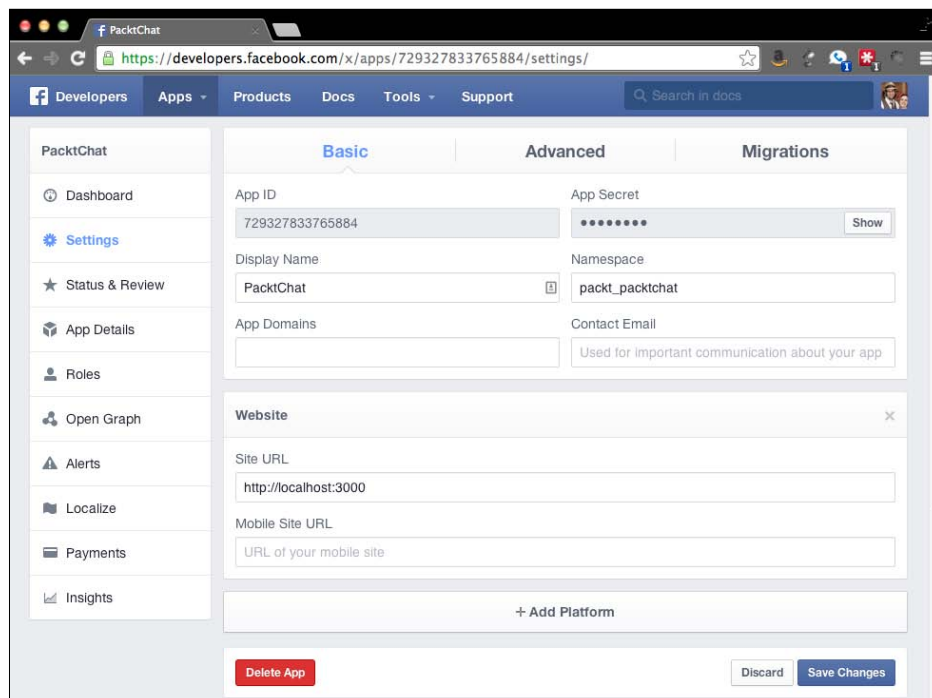 PacktChat
https://developers.facebook.com/x/apps/729327833765884/settings/
1
1
Developers
Apps
Products
Docs
Tools
Support
Search in docs
PacktChat
Dashboard
Settings
Status & Review
App Details
Roles
Open Graph
Alerts
Localize
Payments
Insights
Basic
Advanced
Migrations
App ID
App Secret
729327833765884
••••••••
Show
Display Name
Namespace
PacktChat
packt_packtchat
App Domains
Contact Email
Used for important communication about your app
Website
Site URL
http://localhost:3000
Mobile Site URL
URL of your mobile site
+ Add Platform
Delete App
Discard
Save Changes